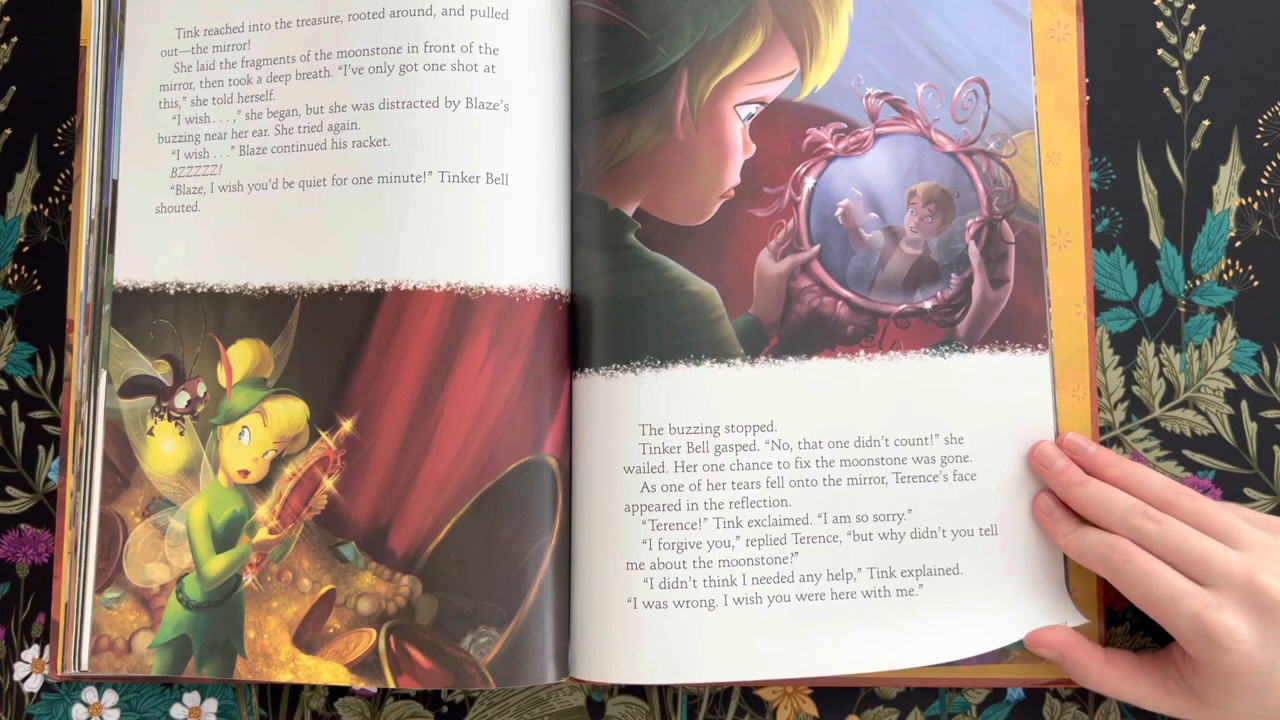 Tink reached into the treasure, rooted around, and pulled
out—the mirror!
She laid the fragments of the moonstone in front of the
mirror, then took a deep breath. “I’ve only got one shot at
this,” she told herself.
“I wish . . . ,” she began, but she was distracted by Blaze’s
buzzing near her ear. She tried again.
“I wish . . .” Blaze continued his racket.
BZZZZZ!
“Blaze, I wish you’d be quiet for one minute!” Tinker Bell
shouted.
The buzzing stopped.
Tinker Bell gasped. “No, that one didn’t count!” she
wailed. Her one chance to fix the moonstone was gone.
As one of her tears fell onto the mirror, Terence’s face
appeared in the reflection.
“Terence!” Tink exclaimed. “I am so sorry.”
“I forgive you,” replied Terence, “but why didn’t you tell
me about the moonstone?”
“I didn’t think I needed any help,” Tink explained.
“I was wrong. I wish you were here with me.”